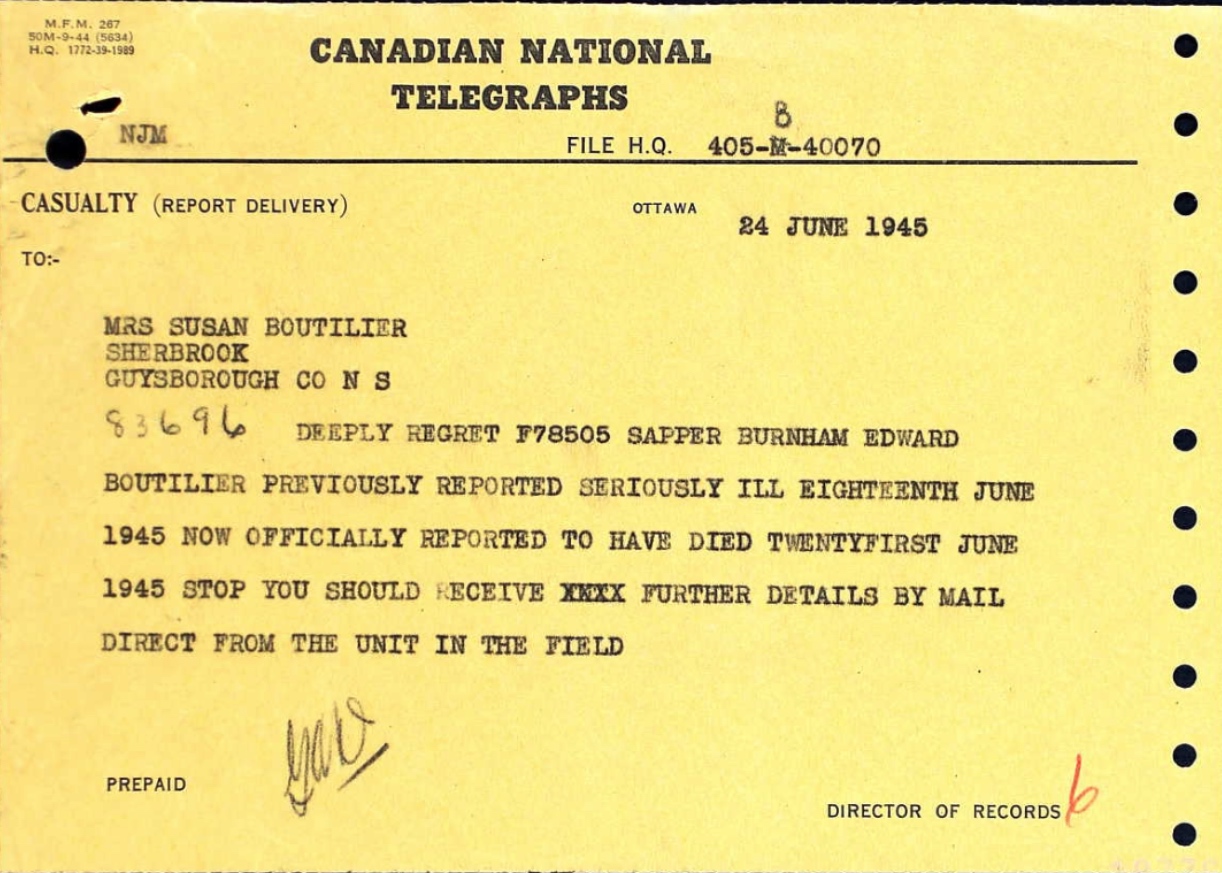 M.F.M. 267
50M-9-44 (5634)
H.Q. 1772-39-1989
CANADIAN NATIONAL
TELEGRAPHS
NJM
B
FILE H.Q. 405-M-40070
CASUALTY (REPORT DELIVERY)
OTTAWA
24 JUNE 1945
TO:-
MRS SUSAN BOUTILIER
SHERBROOK
GUYSBOROUGH CO N S
83696 DEEPLY REGRET F78505 SAPPER BURNHAM EDWARD
BOUTILIER PREVIOUSLY REPORTED SERIOUSLY ILL EIGHTEENTH JUNE
1945 NOW OFFICIALLY REPORTED TO HAVE DIED TWENTYFIRST JUNE
1945 STOP YOU SHOULD RECEIVE XXXX FURTHER DETAILS BY MAIL
DIRECT FROM THE UNIT IN THE FIELD
PREPAID
DIRECTOR OF RECORDS 6